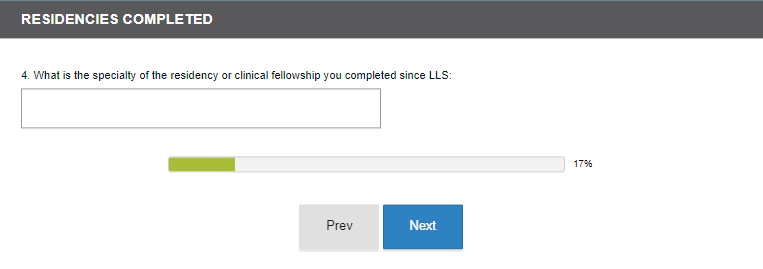 RESIDENCIES COMPLETED
4. What is the specialty of the residency or clinical fellowship you completed since LLS:
17%
Prev
Next